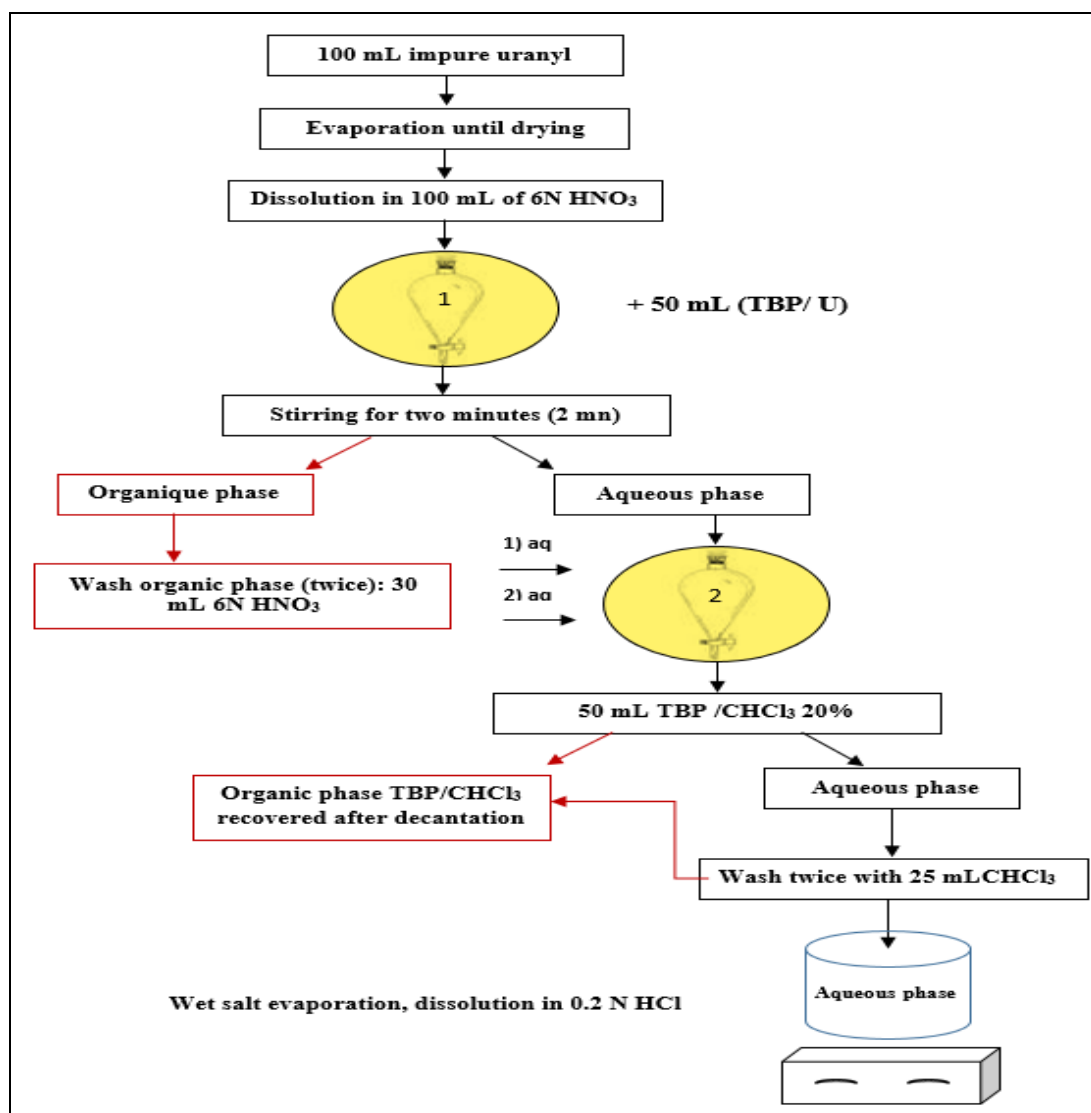 100 mL impure uranyl
Evaporation until drying
Dissolution in 100 mL of 6N HNO₃
1
+ 50 mL (TBP/ U)
Stirring for two minutes (2 mn)
Organique phase
Aqueous phase
Wash organic phase (twice): 30
mL 6N HNO₃
1) aq
2) aq
2
50 mL TBP /CHCl₃ 20%
Organic phase TBP/CHCl₃
recovered after decantation
Aqueous phase
Wash twice with 25 mLCHCl₃
Aqueous phase
Wet salt evaporation, dissolution in 0.2 N HCl